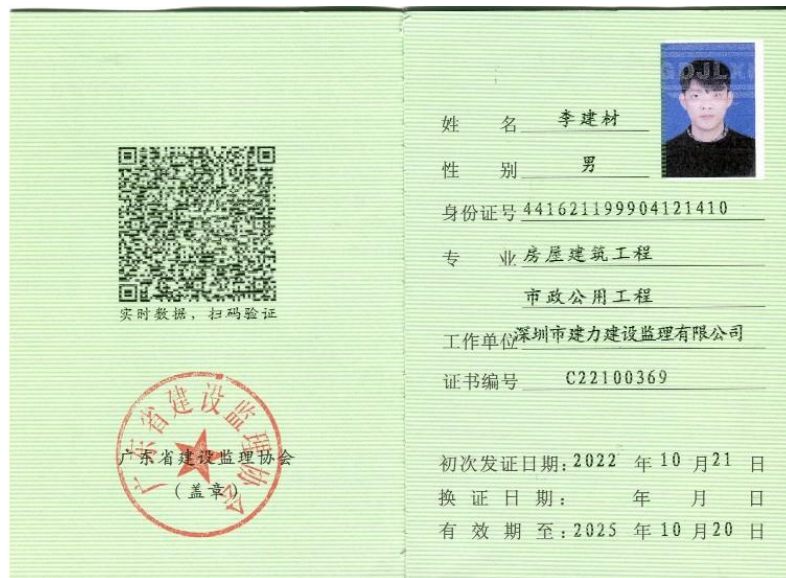 实时数据，扫码验证
广东省建设监理协会
广东省建设监理协会
（盖章）
GDJLXH
姓 名 李建材
性 别 男
身份证号 441621199904121410
专 业 房屋建筑工程
市政公用工程
工作单位 深圳市建力建设监理有限公司
证书编号 C22100369
初次发证日期：2022 年 10 月 21 日
换 证 日 期： 年 月 日
有 效 期 至：2025 年 10 月 20 日